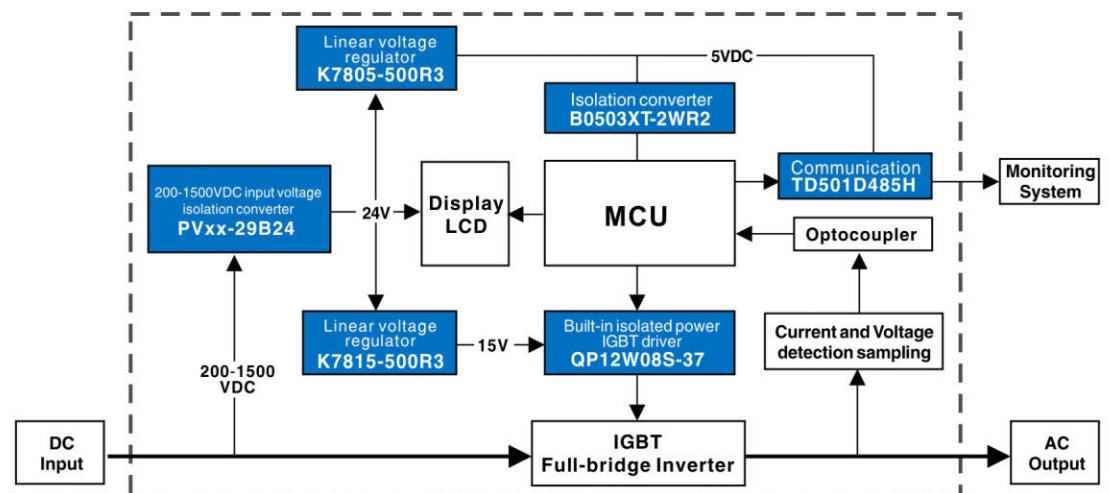 Linear voltage
regulator
K7805-500R3
5VDC
Isolation converter
B0503XT-2WR2
200-1500VDC input voltage
isolation converter
PVxx-29B24
24V
Display
LCD
MCU
Communication
TD501D485H
Monitoring
System
Optocoupler
Linear voltage
regulator
K7815-500R3
15V
Built-in isolated power
IGBT driver
QP12W08S-37
Current and Voltage
detection sampling
200-1500
VDC
DC
Input
IGBT
Full-bridge Inverter
AC
Output